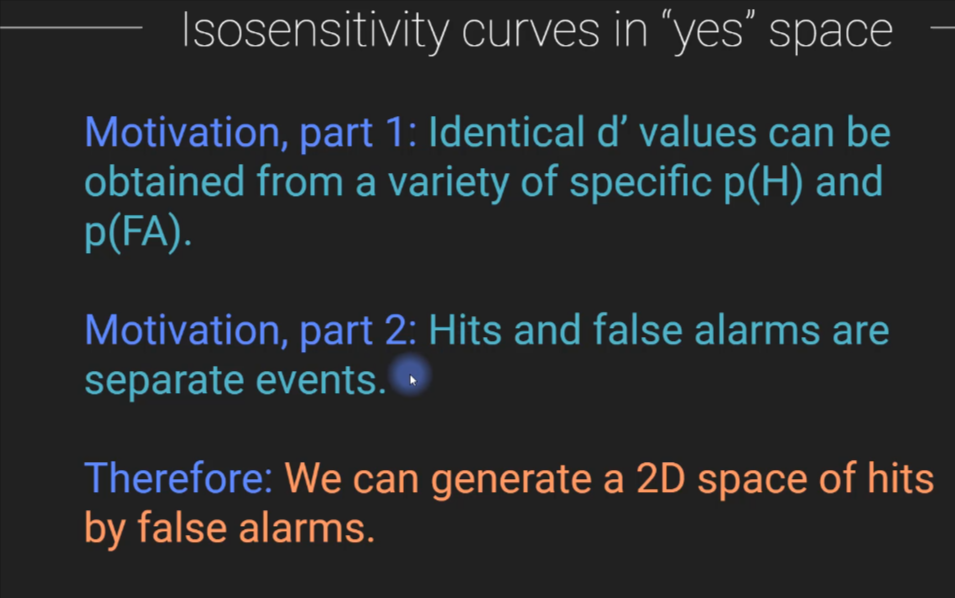 Isosensitivity curves in “yes” space
Motivation, part 1: Identical d’ values can be
obtained from a variety of specific p(H) and
p(FA).
Motivation, part 2: Hits and false alarms are
separate events.
Therefore: We can generate a 2D space of hits
by false alarms.